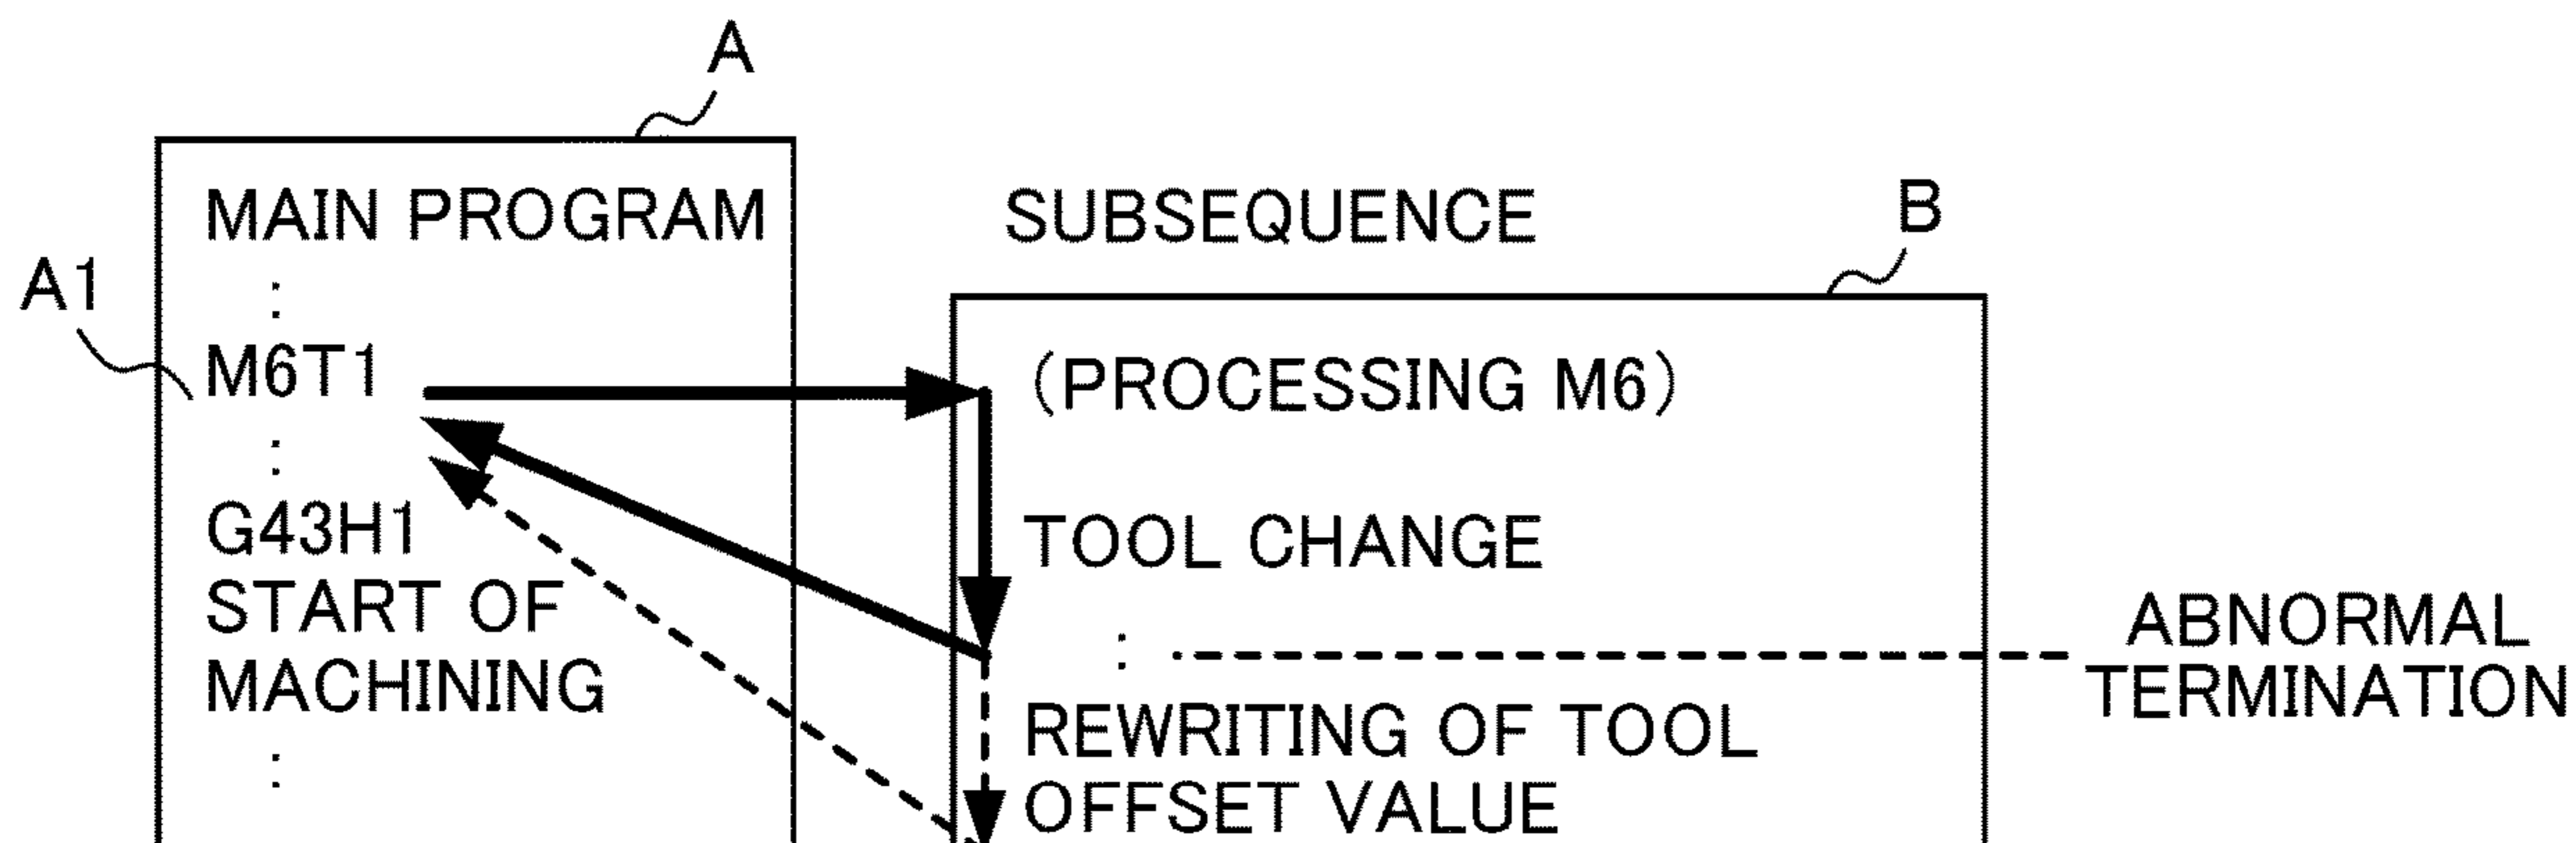 A
MAIN PROGRAM
:
A1
M6T1
:
G43H1
START OF
MACHINING
:
SUBSEQUENCE
B
(PROCESSING M6)
TOOL CHANGE
:
REWRITING OF TOOL
OFFSET VALUE
ABNORMAL
TERMINATION